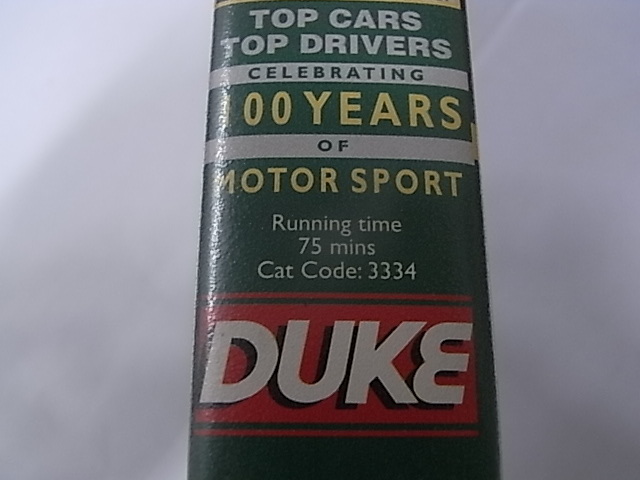 TOP CARS
TOP DRIVERS
CELEBRATING
100 YEARS
OF
MOTOR SPORT
Running time
75 mins
Cat Code: 3334
DUKE